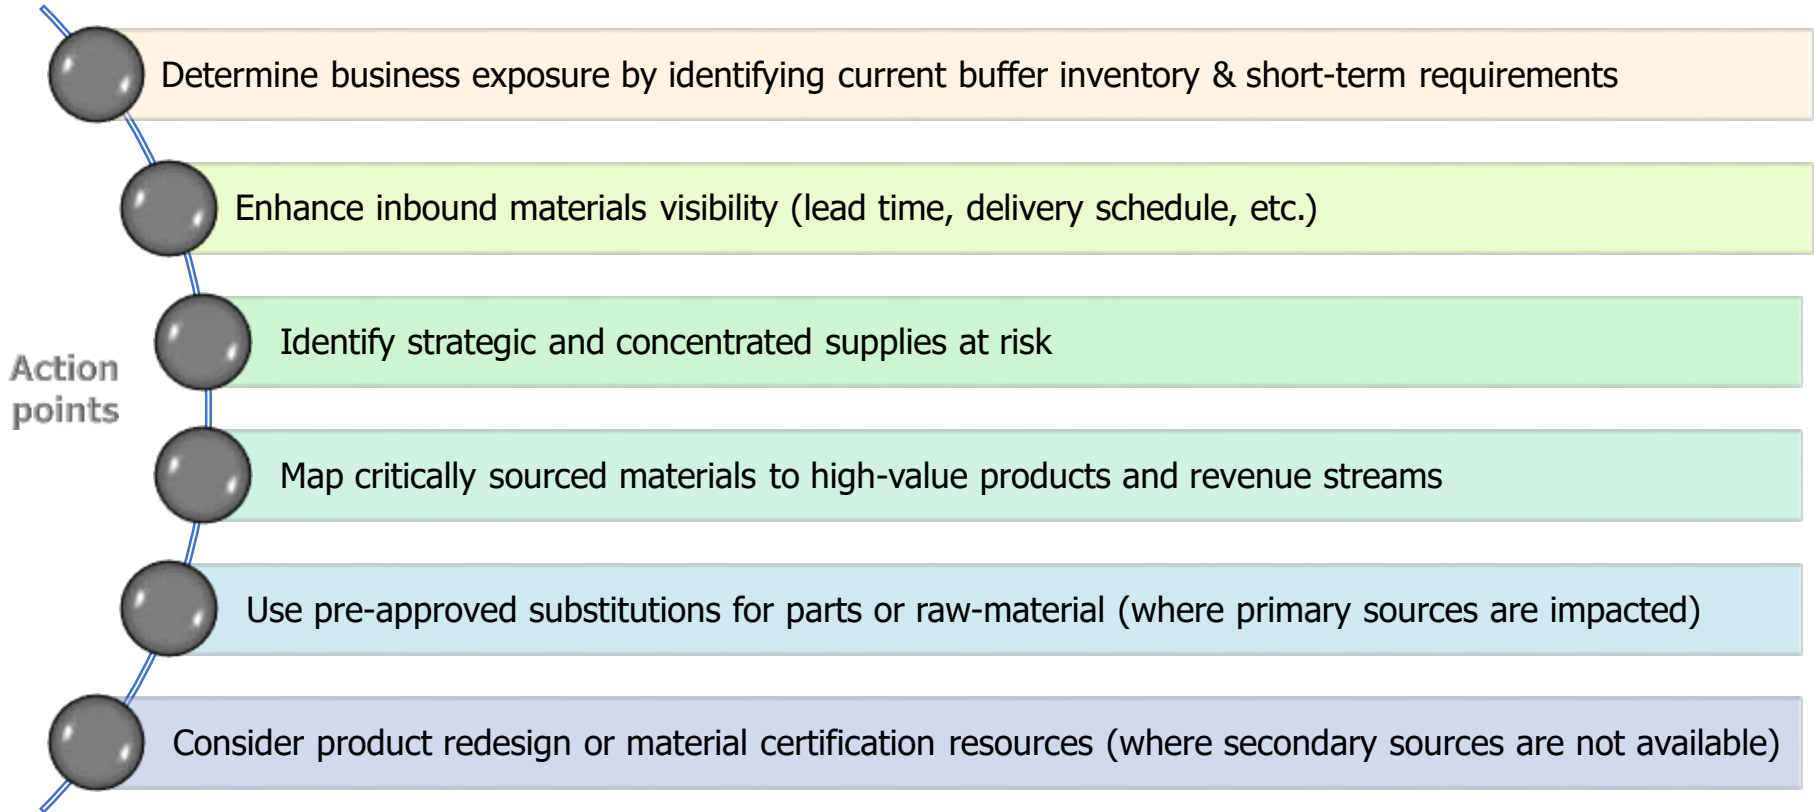 Determine business exposure by identifying current buffer inventory & short-term requirements
Enhance inbound materials visibility (lead time, delivery schedule, etc.)
Identify strategic and concentrated supplies at risk
Action
points
Map critically sourced materials to high-value products and revenue streams
Use pre-approved substitutions for parts or raw-material (where primary sources are impacted)
Consider product redesign or material certification resources (where secondary sources are not available)